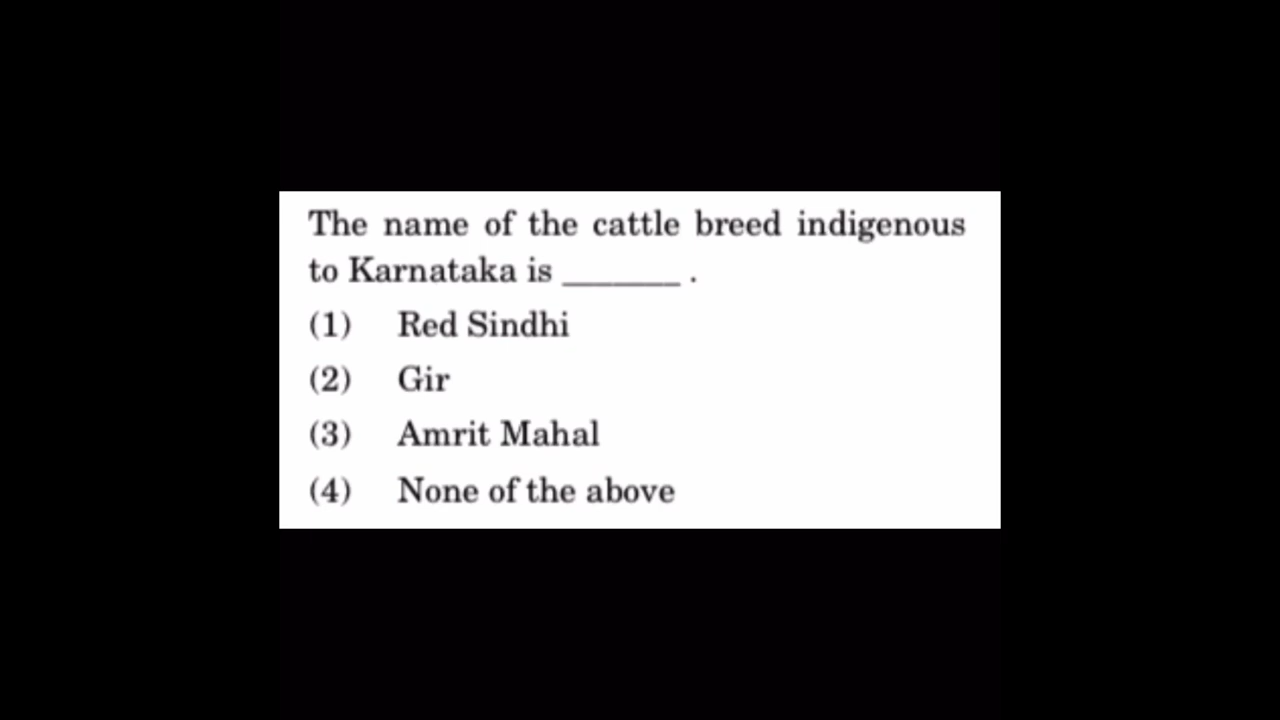 The name of the cattle breed indigenous
to Karnataka is _______ .
(1) Red Sindhi
(2) Gir
(3) Amrit Mahal
(4) None of the above